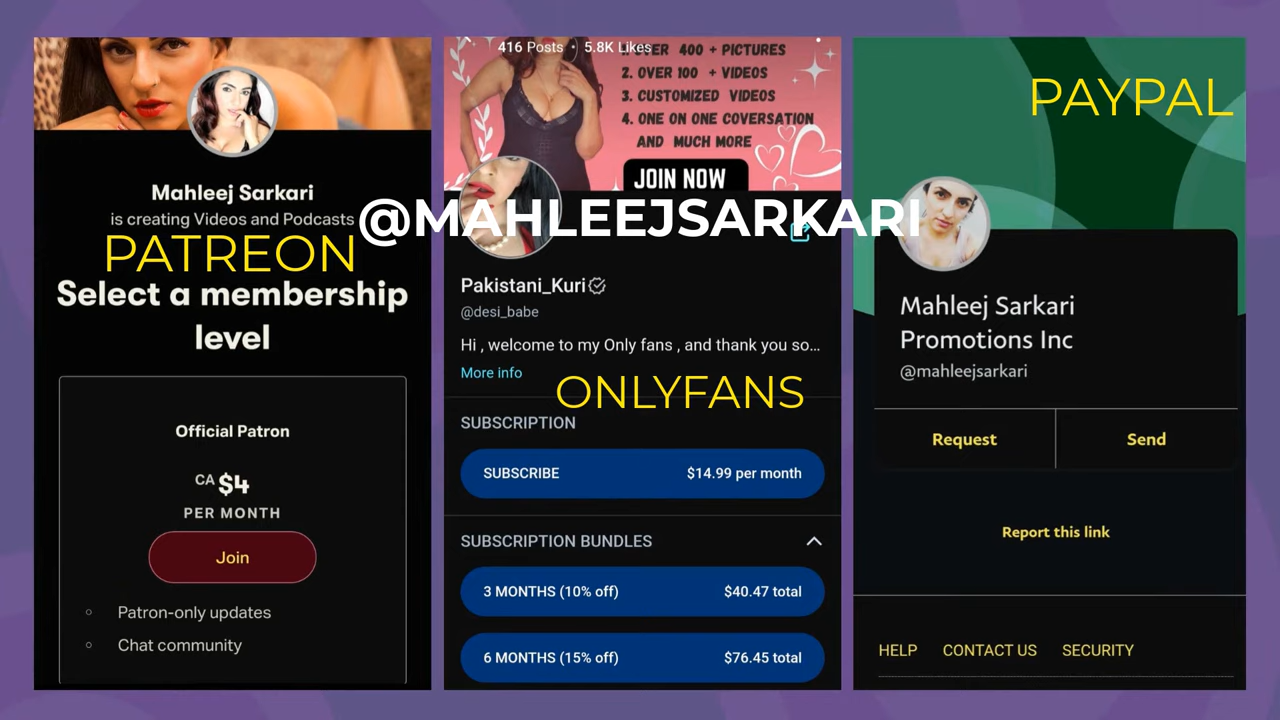 Mahleej Sarkari
is creating Videos and Podcasts
PATREON
Select a membership
level
Official Patron
CA $4
PER MONTH
Join
Patron-only updates
Chat community
@MAHLEEJSARKARI
416 Posts • 5.8K Likes
1. OVER 400 + PICTURES
2. OVER 100 + VIDEOS
3. CUSTOMIZED VIDEOS
4. ONE ON ONE COVERSATION
AND MUCH MORE
JOIN NOW
Pakistani_Kuri
@desi_babe
Hi , welcome to my Only fans , and thank you so...
More info
ONLYFANS
SUBSCRIPTION
SUBSCRIBE $14.99 per month
SUBSCRIPTION BUNDLES
3 MONTHS (10% off) $40.47 total
6 MONTHS (15% off) $76.45 total
PAYPAL
Mahleej Sarkari
Promotions Inc
@mahleejsarkari
Request Send
Report this link
HELP CONTACT US SECURITY